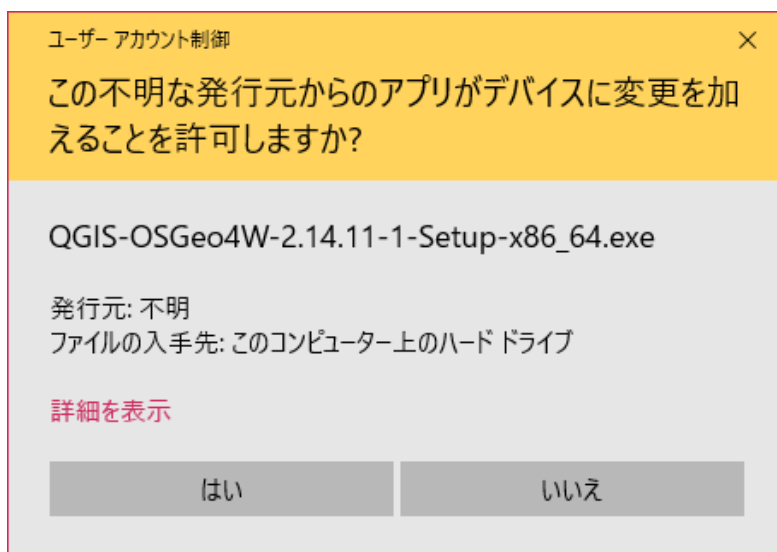 ユーザー アカウント制御
この不明な発行元からのアプリがデバイスに変更を加
えることを許可しますか?
QGIS-OSGeo4W-2.14.11-1-Setup-x86_64.exe
発行元: 不明
ファイルの入手先: このコンピューター上のハード ドライブ
詳細を表示
はい
いいえ